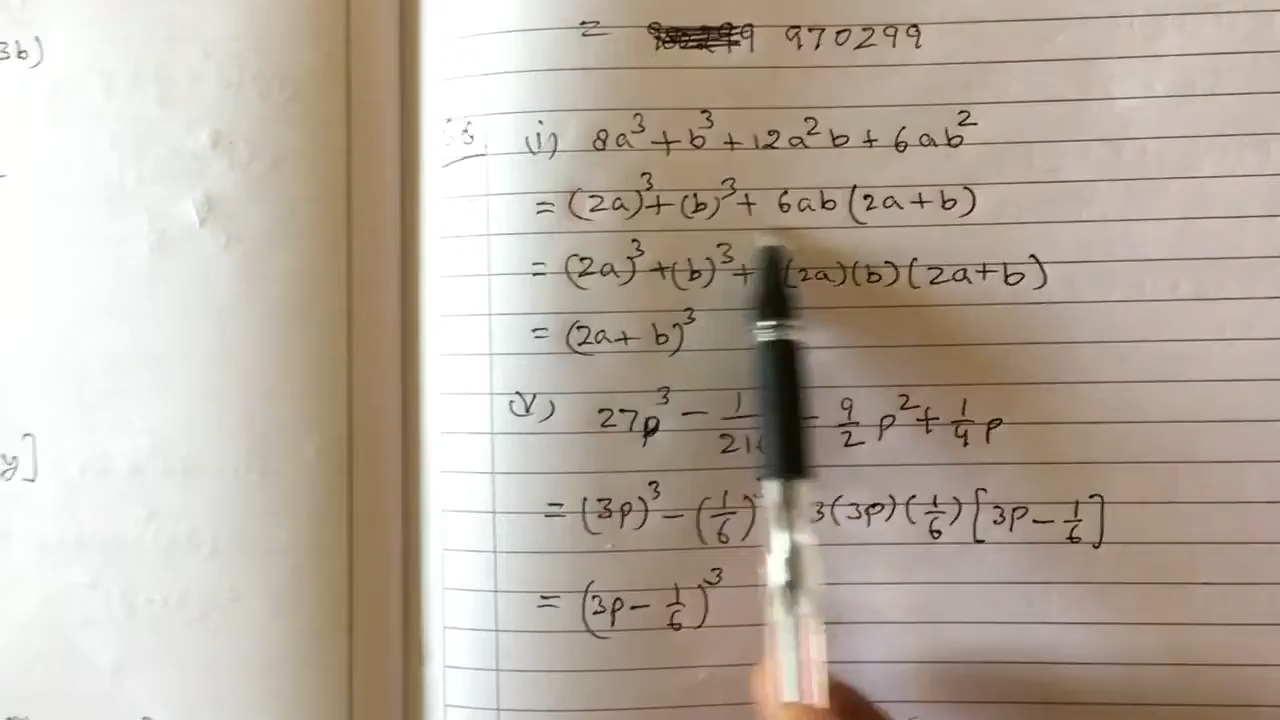 3b)
y]
= 970299
(i) 8a³ + b³ + 12a²b + 6ab²
= (2a)³ + (b)³ + 6ab (2a + b)
= (2a)³ + (b)³ + (2a)(b)(2a + b)
= (2a + b)³
(v) 27p³ - 1/21 - 9/2 p² + 1/4 p
= (3p)³ - (1/6) 3(3p)(1/6) [3p - 1/6]
= (3p - 1/6)³